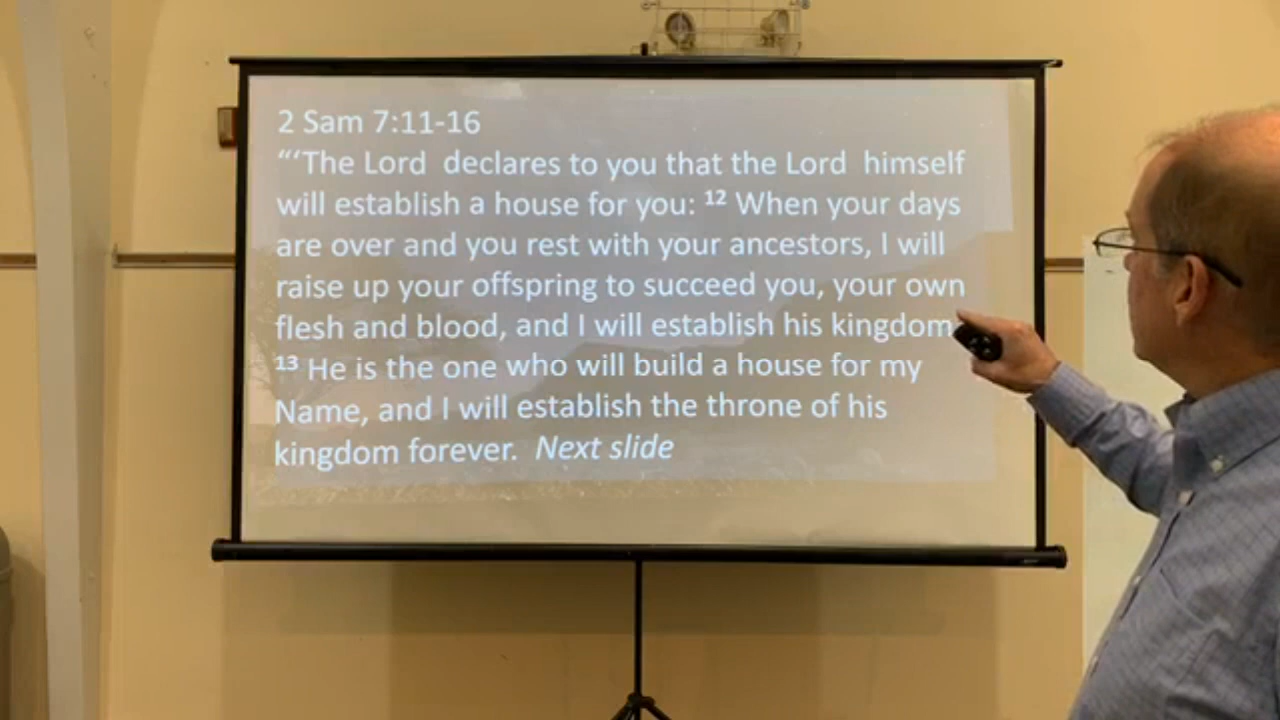 2 Sam 7:11-16
“‘The Lord declares to you that the Lord himself
will establish a house for you: ¹² When your days
are over and you rest with your ancestors, I will
raise up your offspring to succeed you, your own
flesh and blood, and I will establish his kingdom.
¹³ He is the one who will build a house for my
Name, and I will establish the throne of his
kingdom forever. Next slide